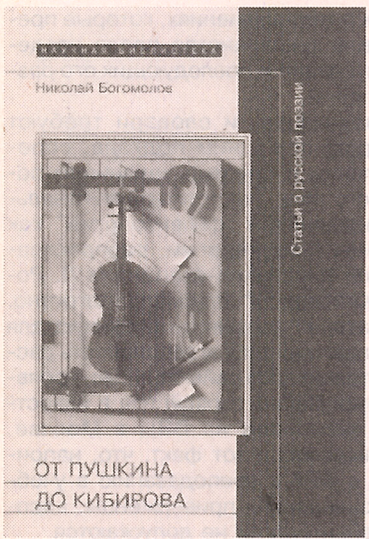 НАУЧНАЯ БИБЛИОТЕКА
Николай Богомолов
Статьи о русской поэзии
ОТ ПУШКИНА
ДО КИБИРОВА